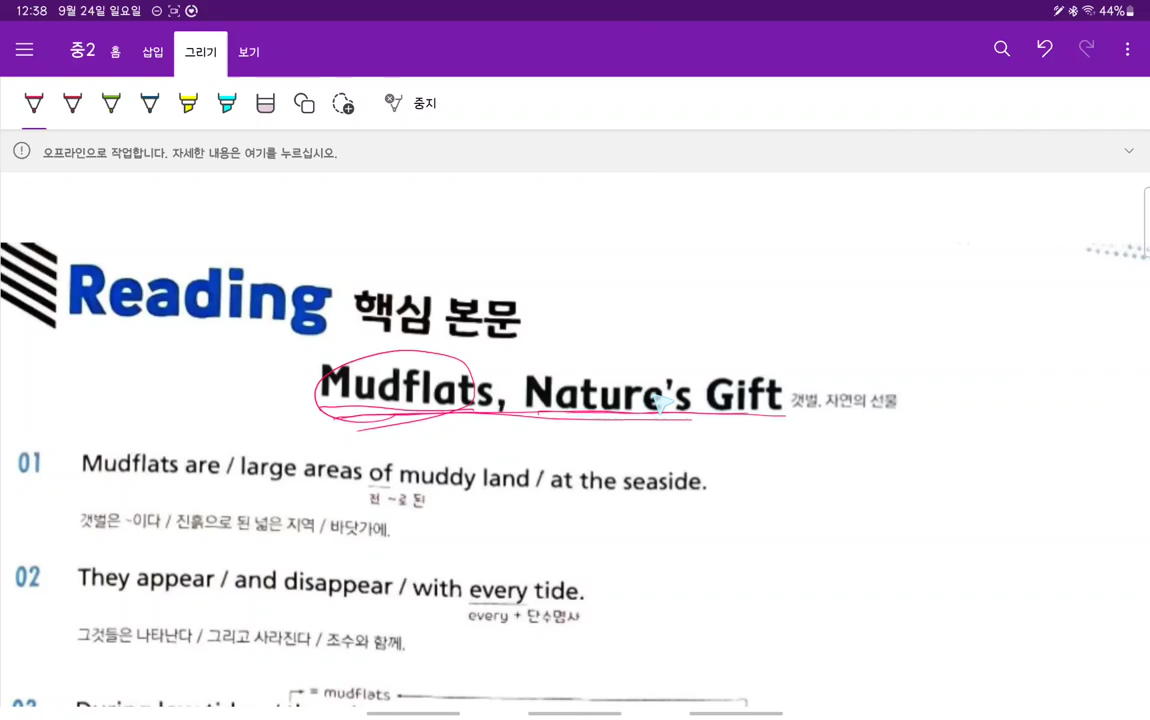 12:38 9월 24일 일요일 44%
중2 홈 삽입 그리기 보기
중지
오프라인으로 작업합니다. 자세한 내용은 여기를 누르십시오.
Reading 핵심 본문
Mudflats, Nature's Gift 갯벌, 자연의 선물
01 Mudflats are / large areas of muddy land / at the seaside.
전 ~로 된
갯벌은 ~이다 / 진흙으로 된 넓은 지역 / 바닷가에.
02 They appear / and disappear / with every tide.
every + 단수명사
그것들은 나타난다 / 그리고 사라진다 / 조수와 함께.
= mudflats